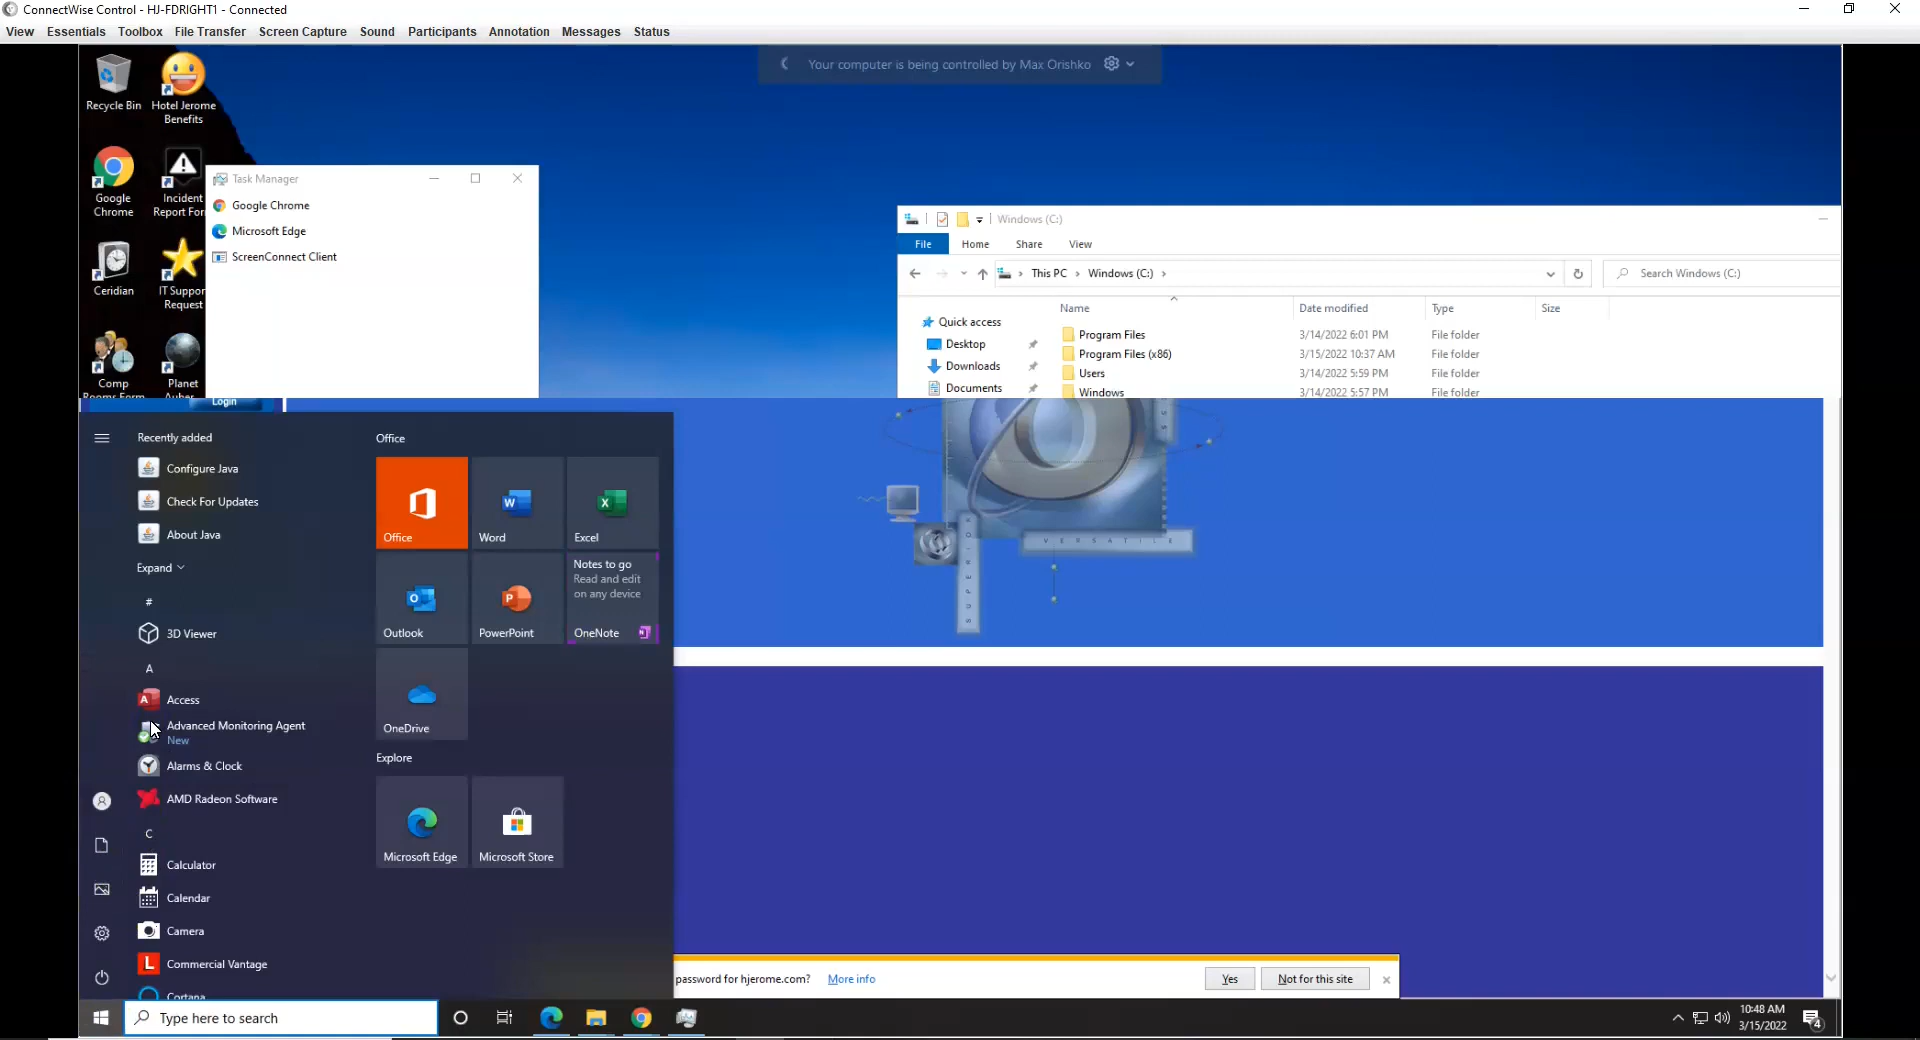 ConnectWise Control - HJ-FDRIGHT1 - Connected
View Essentials Toolbox File Transfer Screen Capture Sound Participants Annotation Messages Status
Your computer is being controlled by Max Orishko
Recycle Bin
Hotel Jerome
Benefits
Google
Chrome
Incident
Report For
Ceridian
IT Suppor
Request
Comp
Rooms Form
Planet
Auber
Task Manager
Google Chrome
Microsoft Edge
ScreenConnect Client
Windows (C:)
File Home Share View
This PC > Windows (C:) >
Search Windows (C:)
Name Date modified Type Size
Quick access
Desktop
Downloads
Documents
Program Files 3/14/2022 6:01 PM File folder
Program Files (x86) 3/15/2022 10:37 AM File folder
Users 3/14/2022 5:59 PM File folder
Windows 3/14/2022 5:57 PM File folder
Login
Recently added
Configure Java
Check For Updates
About Java
Expand
#
3D Viewer
A
Access
Advanced Monitoring Agent
New
Alarms & Clock
AMD Radeon Software
C
Calculator
Calendar
Camera
Commercial Vantage
Cortana
Office
Office
Word
Excel
Outlook
PowerPoint
Notes to go
Read and edit
on any device
OneNote
OneDrive
Explore
Microsoft Edge
Microsoft Store
VERSATILE
password for hjerome.com? More info
Yes
Not for this site
Type here to search
10:48 AM
3/15/2022
4